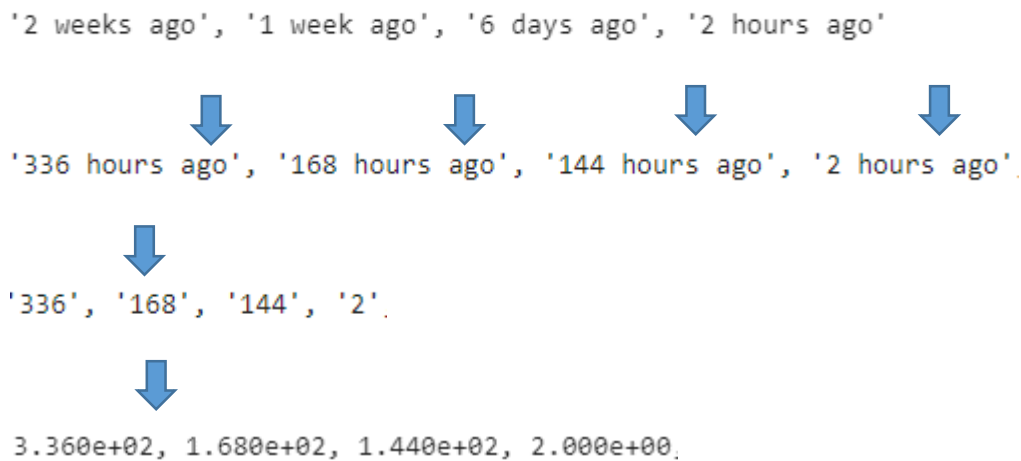 '2 weeks ago', '1 week ago', '6 days ago', '2 hours ago'
'336 hours ago', '168 hours ago', '144 hours ago', '2 hours ago'
'336', '168', '144', '2'
3.360e+02, 1.680e+02, 1.440e+02, 2.000e+00